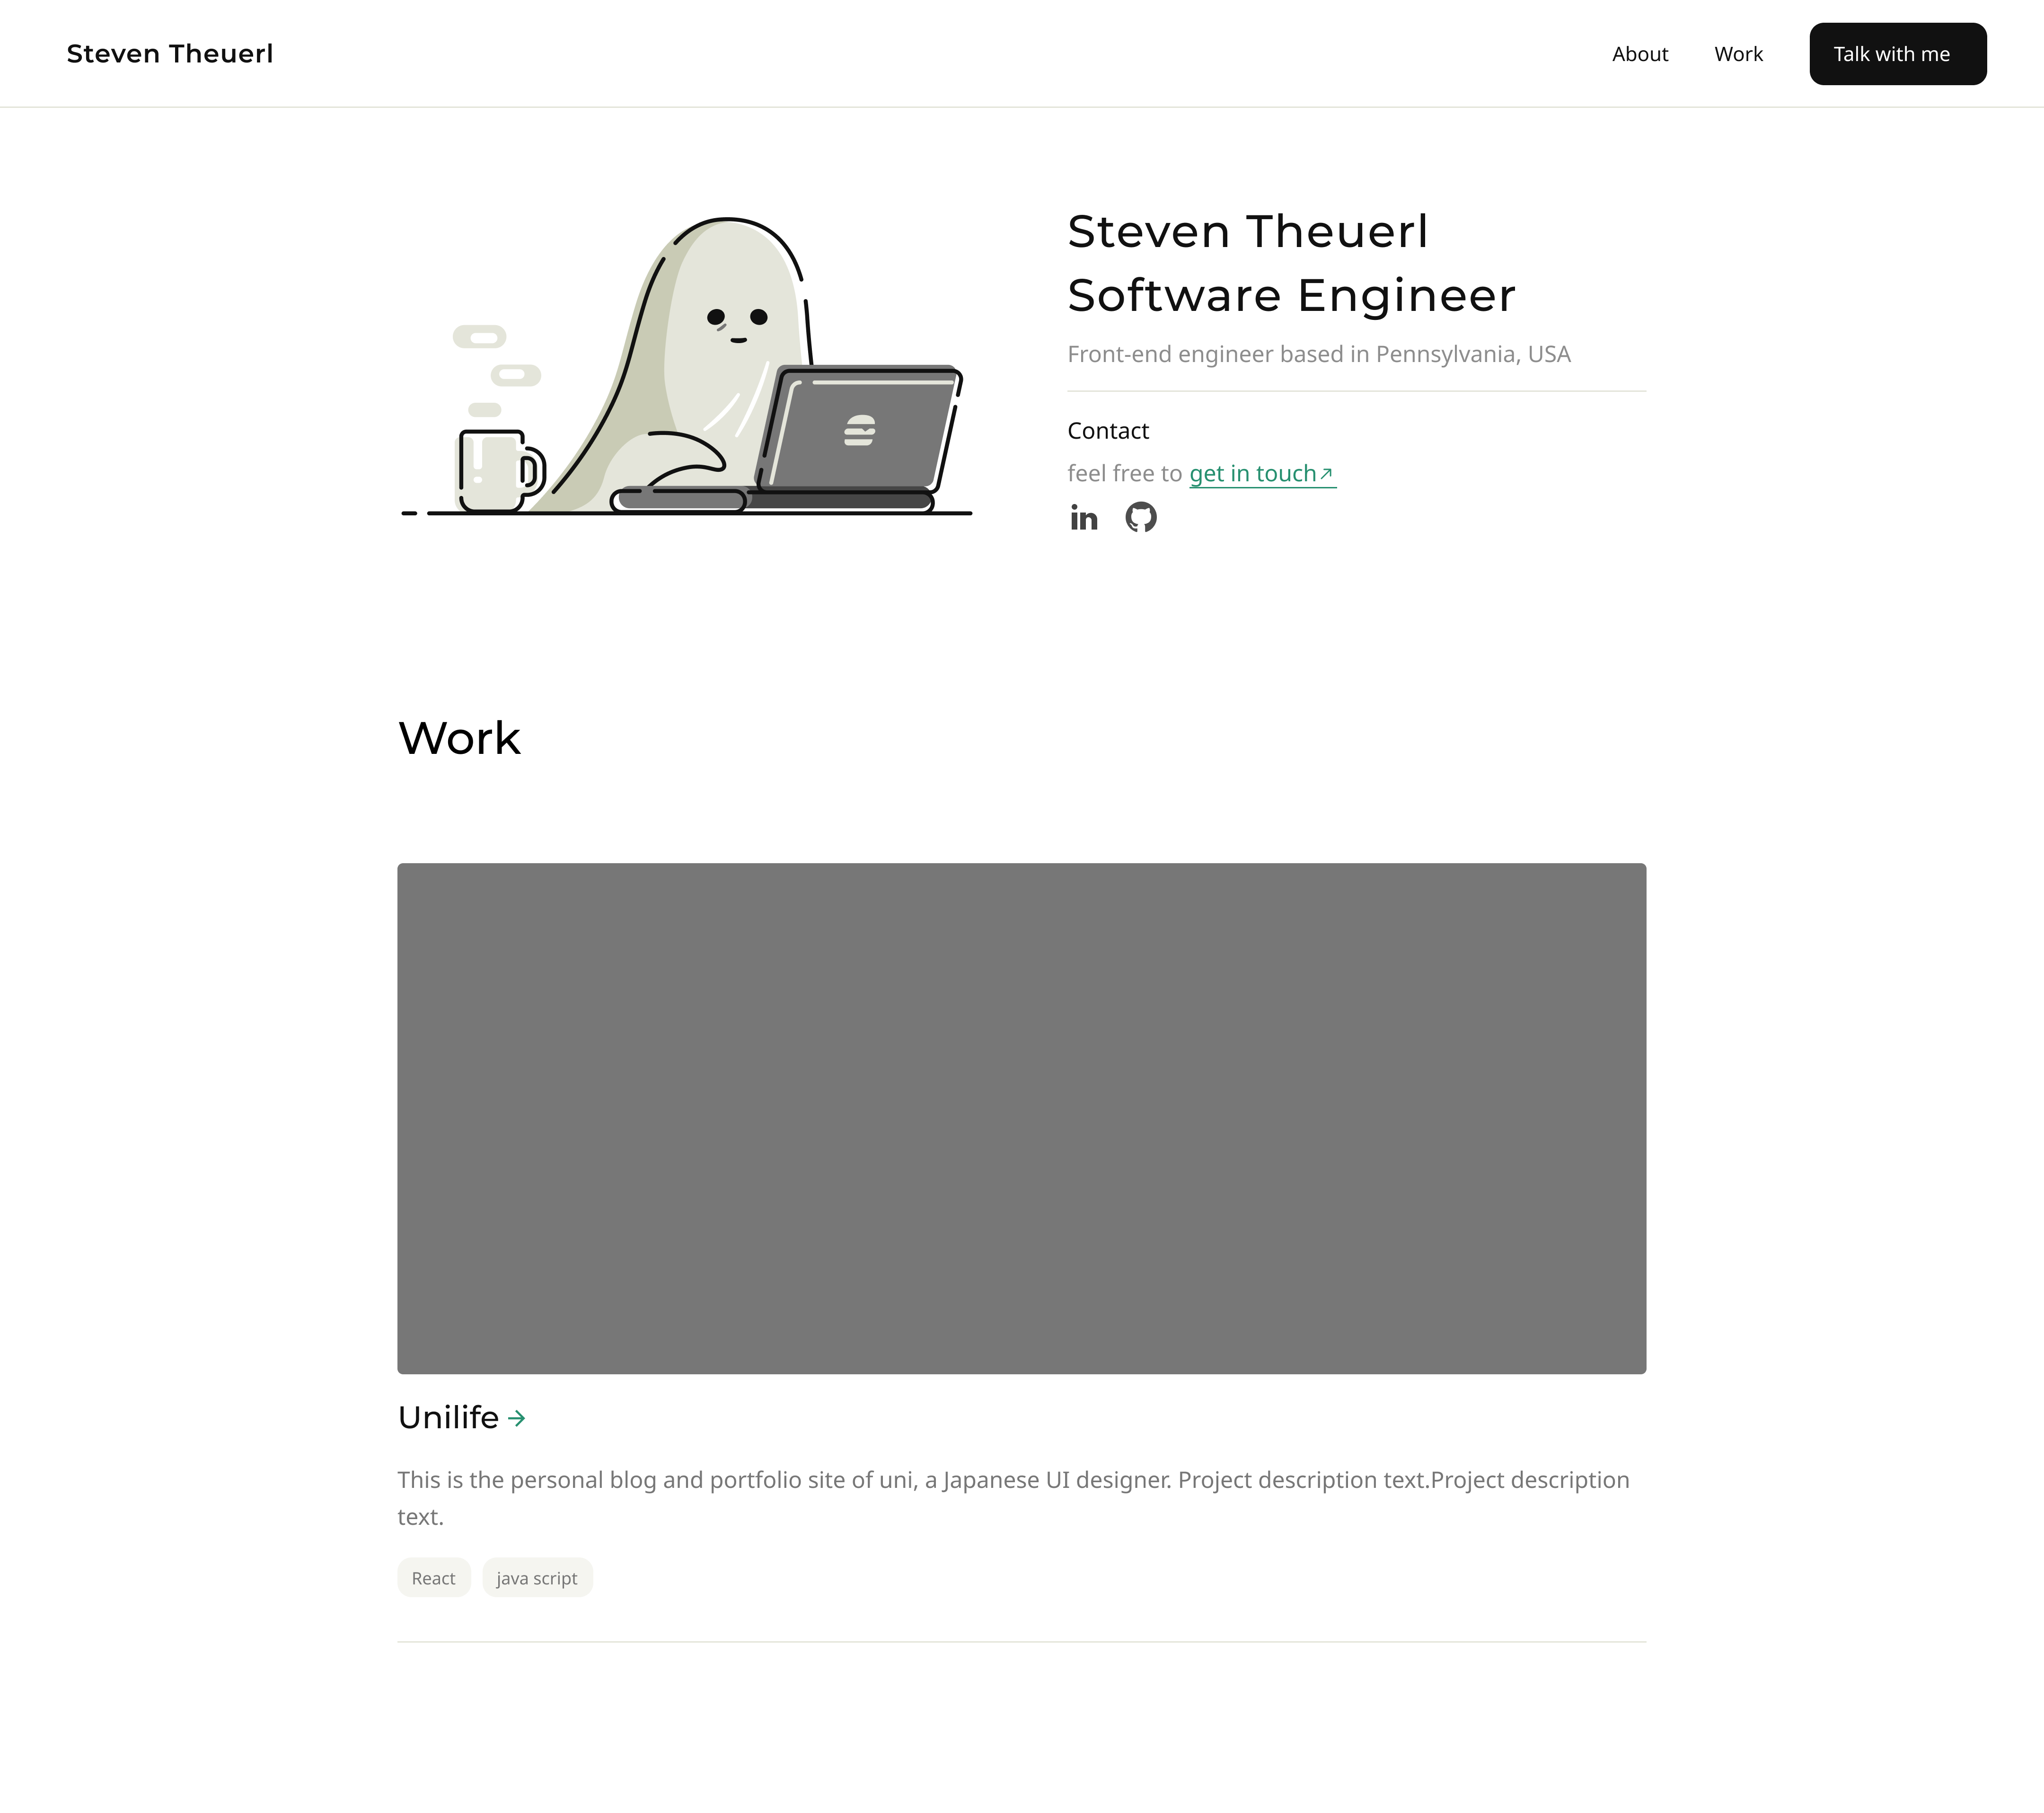 Steven Theuerl
About Work Talk with me
Steven Theuerl
Software Engineer
Front-end engineer based in Pennsylvania, USA
Contact
feel free to get in touch↗
in
Work
Unilife →
This is the personal blog and portfolio site of uni, a Japanese UI designer. Project description text.Project description
text.
React java script